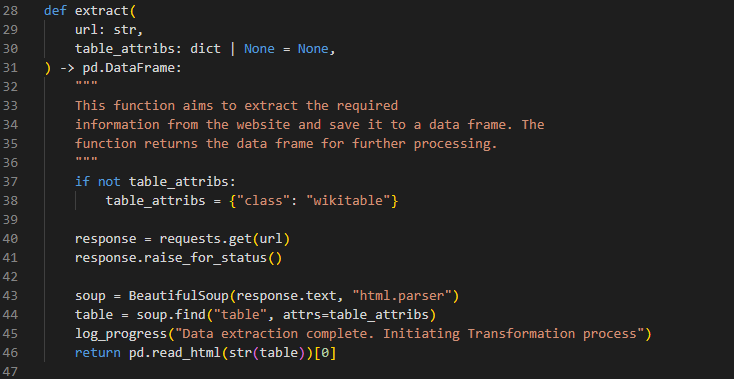 28 def extract(
29     url: str,
30     table_attribs: dict | None = None,
31 ) -> pd.DataFrame:
32     """
33     This function aims to extract the required
34     information from the website and save it to a data frame. The
35     function returns the data frame for further processing.
36     """
37     if not table_attribs:
38         table_attribs = {"class": "wikitable"}
39
40     response = requests.get(url)
41     response.raise_for_status()
42
43     soup = BeautifulSoup(response.text, "html.parser")
44     table = soup.find("table", attrs=table_attribs)
45     log_progress("Data extraction complete. Initiating Transformation process")
46     return pd.read_html(str(table))[0]
47